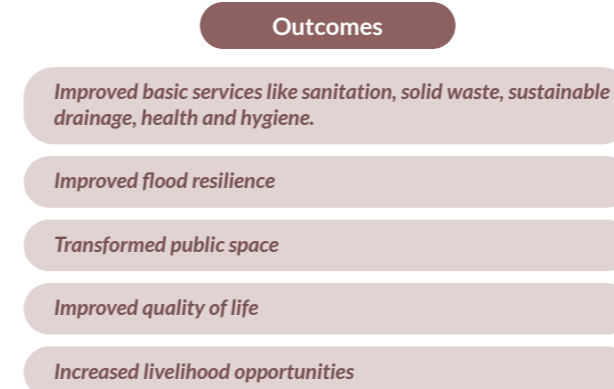 Outcomes
Improved basic services like sanitation, solid waste, sustainable
drainage, health and hygiene.
Improved flood resilience
Transformed public space
Improved quality of life
Increased livelihood opportunities